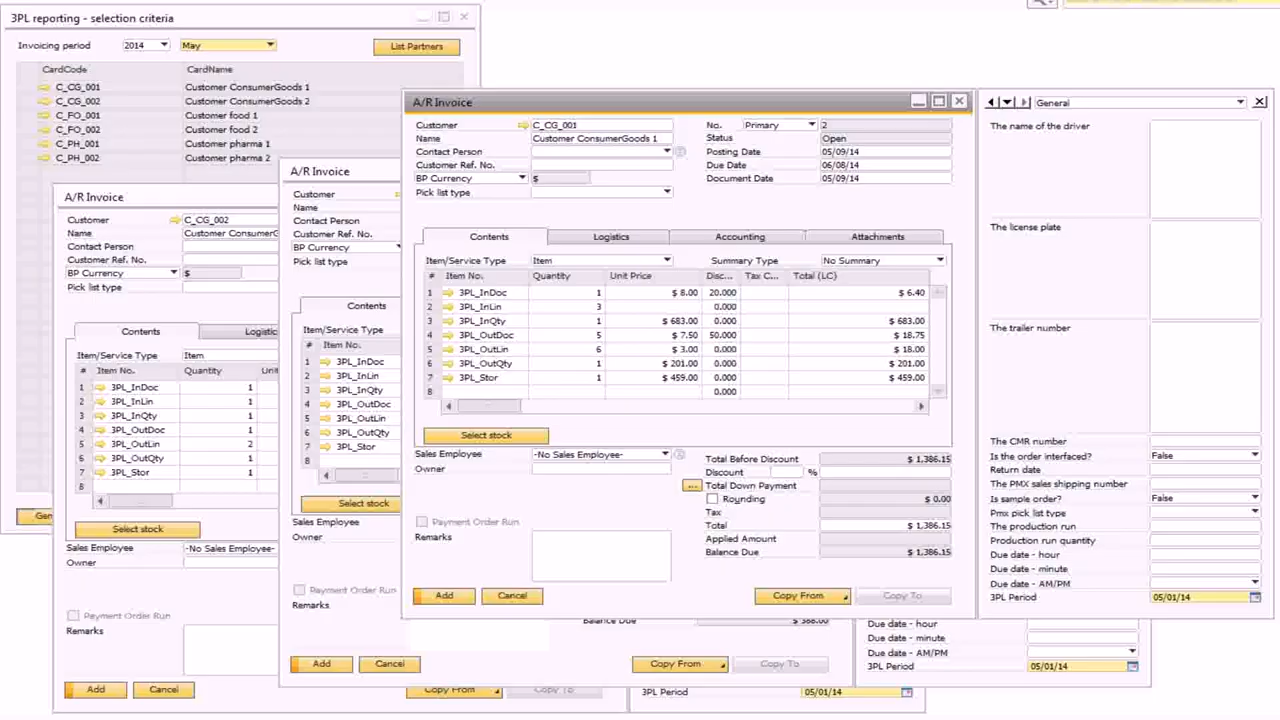 3PL reporting - selection criteria
Invoicing period 2014 May List Partners
CardCode CardName
C_CG_001 Customer ConsumerGoods 1
C_CG_002 Customer ConsumerGoods 2
C_FO_001 Customer food 1
C_FO_002 Customer food 2
C_PH_001 Customer pharma 1
C_PH_002 Customer pharma 2
A/R Invoice
Customer C_CG_002
Name Customer ConsumerG
Contact Person
Customer Ref. No.
BP Currency $
Pick list type
Contents Logistic
Item/Service Type Item
# Item No. Quantity Unit
1 3PL_InDoc 1
2 3PL_InLin 1
3 3PL_InQty 1
4 3PL_OutDoc 1
5 3PL_OutLin 2
6 3PL_OutQty 1
7 3PL_Stor 1
8
Select stock
Sales Employee -No Sales Employee-
Owner
Payment Order Run
Remarks
Add Cancel Copy From Copy To
3PL Period 05/01/14
A/R Invoice
Customer
Name
Contact Person
Customer Ref. No.
BP Currency
Pick list type
Contents
Item/Service Type
# Item No.
1 3PL_InDoc
2 3PL_InLin
3 3PL_InQty
4 3PL_OutDoc
5 3PL_OutLin
6 3PL_OutQty
7 3PL_Stor
8
Select stock
Sales Employee
Owner
Payment Order Run
Remarks
Balance Due
Add Cancel Copy From Copy To
Due date - hour
Due date - minute
Due date - AM/PM
3PL Period 05/01/14
A/R Invoice
Customer C_CG_001
Name Customer ConsumerGoods 1
Contact Person
Customer Ref. No.
BP Currency $
Pick list type
No. Primary 2
Status Open
Posting Date 05/09/14
Due Date 06/08/14
Document Date 05/09/14
Contents Logistics Accounting Attachments
Item/Service Type Item Summary Type No Summary
# Item No. Quantity Unit Price Disc... Tax C... Total (LC)
1 3PL_InDoc 1 $ 8.00 20.000 $ 6.40
2 3PL_InLin 3 0.000
3 3PL_InQty 1 $ 683.00 0.000 $ 683.00
4 3PL_OutDoc 5 $ 7.50 50.000 $ 18.75
5 3PL_OutLin 6 $ 3.00 0.000 $ 18.00
6 3PL_OutQty 1 $ 201.00 0.000 $ 201.00
7 3PL_Stor 1 $ 459.00 0.000 $ 459.00
8 0.000
Select stock
Sales Employee -No Sales Employee-
Owner
Payment Order Run
Remarks
Total Before Discount $ 1,386.15
Discount %
... Total Down Payment
Rounding $ 0.00
Tax
Total $ 1,386.15
Applied Amount
Balance Due $ 1,386.15
Add Cancel Copy From Copy To
General
The name of the driver
The license plate
The trailer number
The CMR number
Is the order interfaced? False
Return date
The PMX sales shipping number
Is sample order? False
Pmx pick list type
The production run
Production run quantity
Due date - hour
Due date - minute
Due date - AM/PM
3PL Period 05/01/14